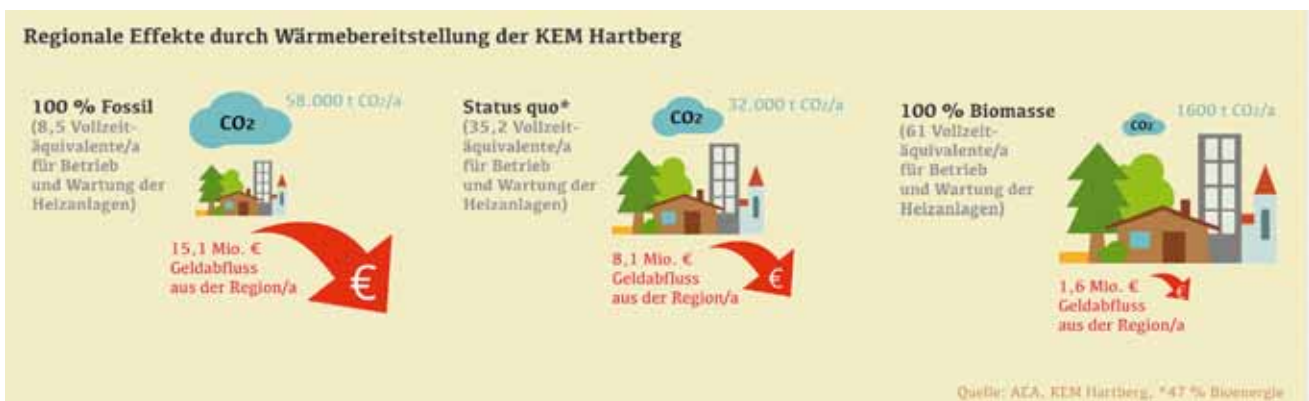 Regionale Effekte durch Wärmebereitstellung der KEM Hartberg
100 % Fossil
(8,5 Vollzeit-
äquivalente/a
für Betrieb
und Wartung der
Heizanlagen)
58.000 t CO2/a
CO2
15,1 Mio. €
Geldabfluss
aus der Region/a
€
Status quo*
(35,2 Vollzeit-
äquivalente/a
für Betrieb
und Wartung der
Heizanlagen)
32.000 t CO2/a
CO2
8,1 Mio. €
Geldabfluss
aus der Region/a
€
100 % Biomasse
(61 Vollzeit-
äquivalente/a
für Betrieb
und Wartung der
Heizanlagen)
1600 t CO2/a
CO2
1,6 Mio. €
Geldabfluss
aus der Region/a
€
Quelle: AEA, KEM Hartberg, *47 % Bioenergie